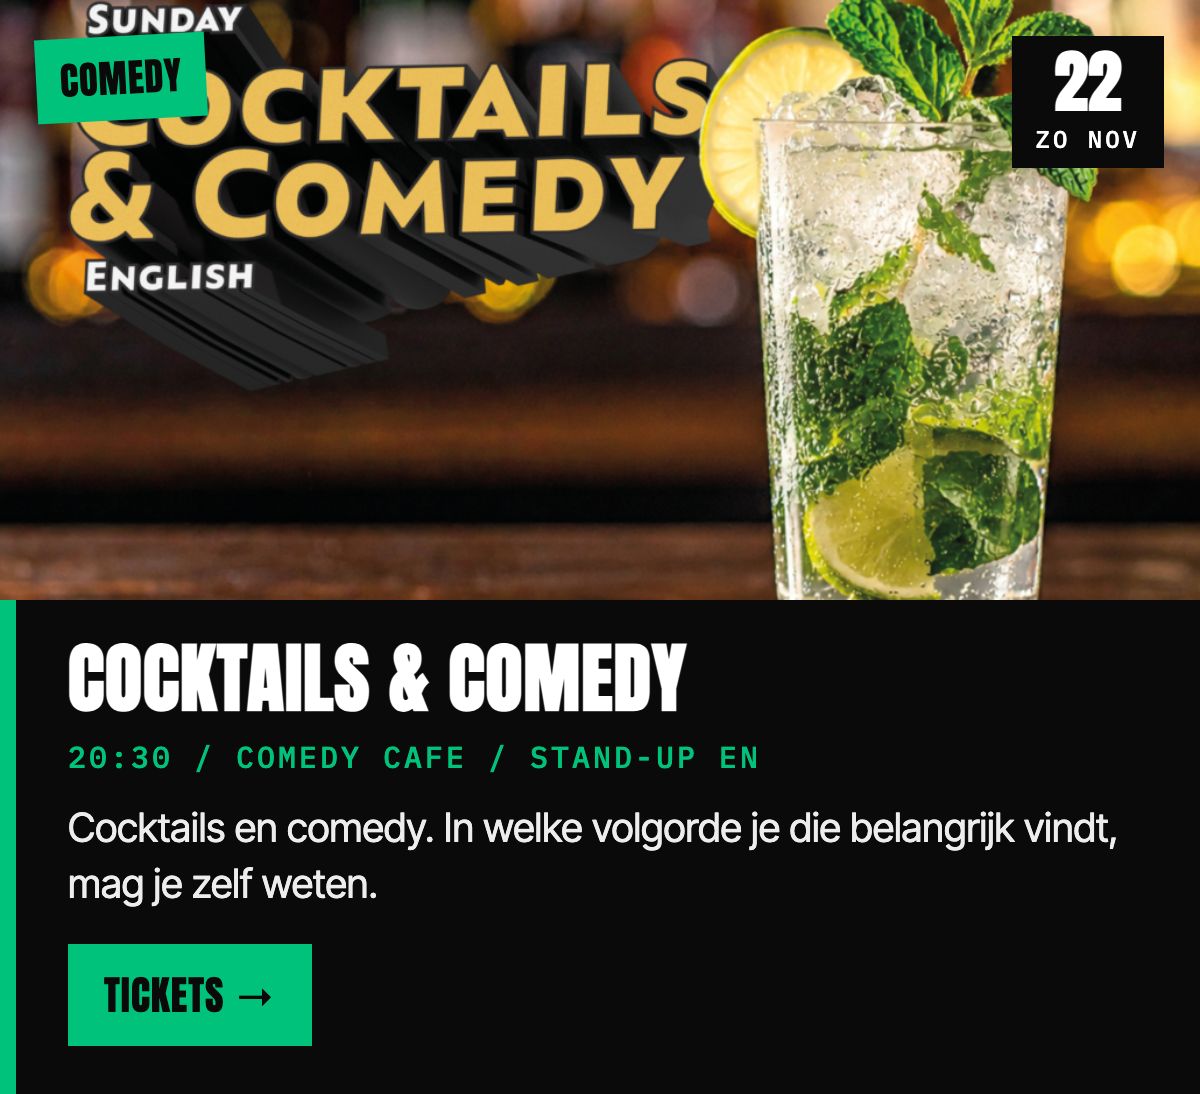 SUNDAY
COMEDY
COCKTAILS
& COMEDY
ENGLISH
22
ZO NOV
COCKTAILS & COMEDY
20:30 / COMEDY CAFE / STAND-UP EN
Cocktails en comedy. In welke volgorde je die belangrijk vindt,
mag je zelf weten.
TICKETS →